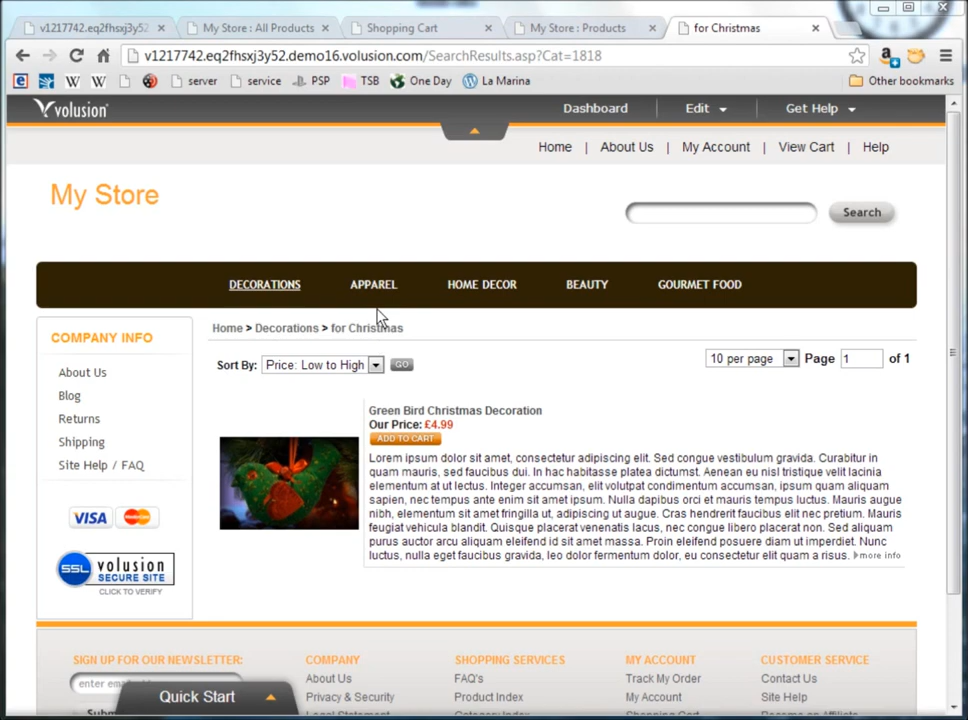 v1217742.eq2fhsxj3y52
My Store : All Products
Shopping Cart
My Store : Products
for Christmas
v1217742.eq2fhsxj3y52.demo16.volusion.com/SearchResults.asp?Cat=1818
server
service
PSP
TSB
One Day
La Marina
Other bookmarks
volusion
Dashboard | Edit | Get Help
Home | About Us | My Account | View Cart | Help
My Store
Search
DECORATIONS APPAREL HOME DECOR BEAUTY GOURMET FOOD
COMPANY INFO
About Us
Blog
Returns
Shipping
Site Help / FAQ
VISA MasterCard
SSL volusion
SECURE SITE
CLICK TO VERIFY
Home > Decorations > for Christmas
Sort By: Price: Low to High GO
10 per page Page 1 of 1
Green Bird Christmas Decoration
Our Price: £4.99
ADD TO CART
Lorem ipsum dolor sit amet, consectetur adipiscing elit. Sed congue vestibulum gravida. Curabitur in
quam mauris, sed faucibus dui. In hac habitasse platea dictumst. Aenean eu nisl tristique velit lacinia
elementum at ut lectus. Integer accumsan, elit volutpat condimentum accumsan, ipsum quam aliquam
sapien, nec tempus ante enim sit amet ipsum. Nulla dapibus orci et mauris tempus luctus. Mauris augue
nibh, elementum sit amet fringilla ut, adipiscing ut augue. Cras hendrerit faucibus enil nec pretium. Mauris
feugiat vehicula blandit. Quisque placerat venenatis lacus, nec congue libero placerat non. Sed aliquam
purus auctor arcu aliquam eleifend id sit amet massa. Proin eleifend posuere diam ut imperdiet. Nunc
luctus, nulla eget faucibus gravida, leo dolor fermentum dolor, eu consectetur elit quam a risus. more info
SIGN UP FOR OUR NEWSLETTER:
enter
Quick Start
COMPANY
About Us
Privacy & Security
SHOPPING SERVICES
FAQ's
Product Index
MY ACCOUNT
Track My Order
My Account
CUSTOMER SERVICE
Contact Us
Site Help